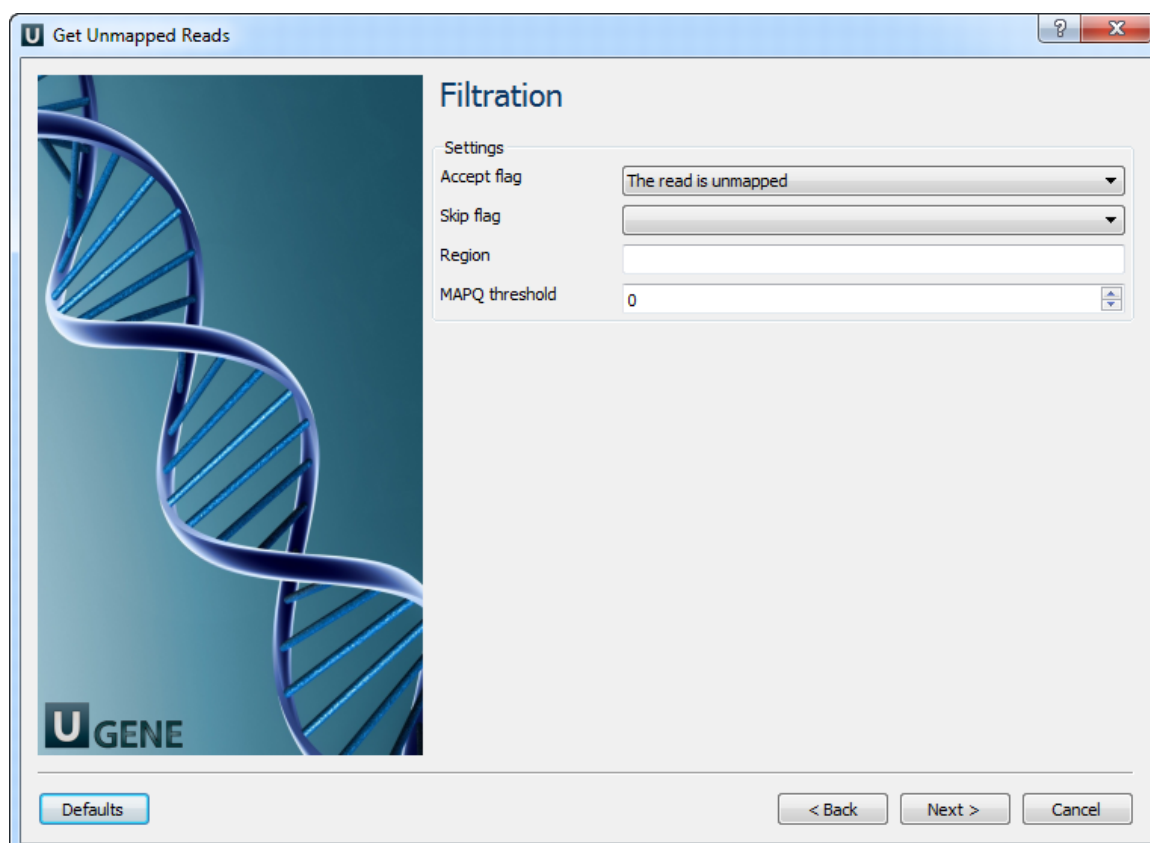 U Get Unmapped Reads
Filtration
Settings
Accept flag The read is unmapped
Skip flag
Region
MAPQ threshold 0
U GENE
Defaults < Back Next > Cancel